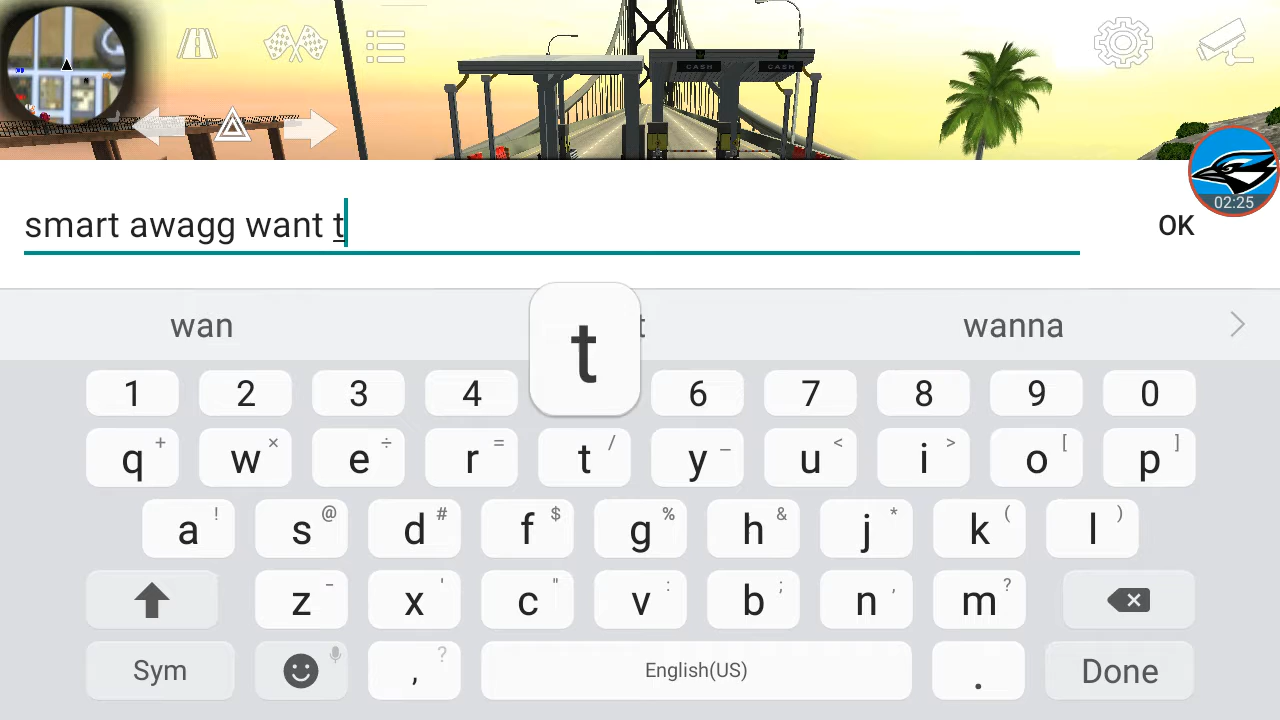 CASH CASH
02:25
smart awagg want t
OK
wan t wanna
t
1 2 3 4 6 7 8 9 0
q + w × e ÷ r = t / y _ u < i > o [ p ]
a ! s @ d # f $ g % h & j * k ( l )
z - x ' c " v : b ; n , m ?
Sym , ? English(US) . Done